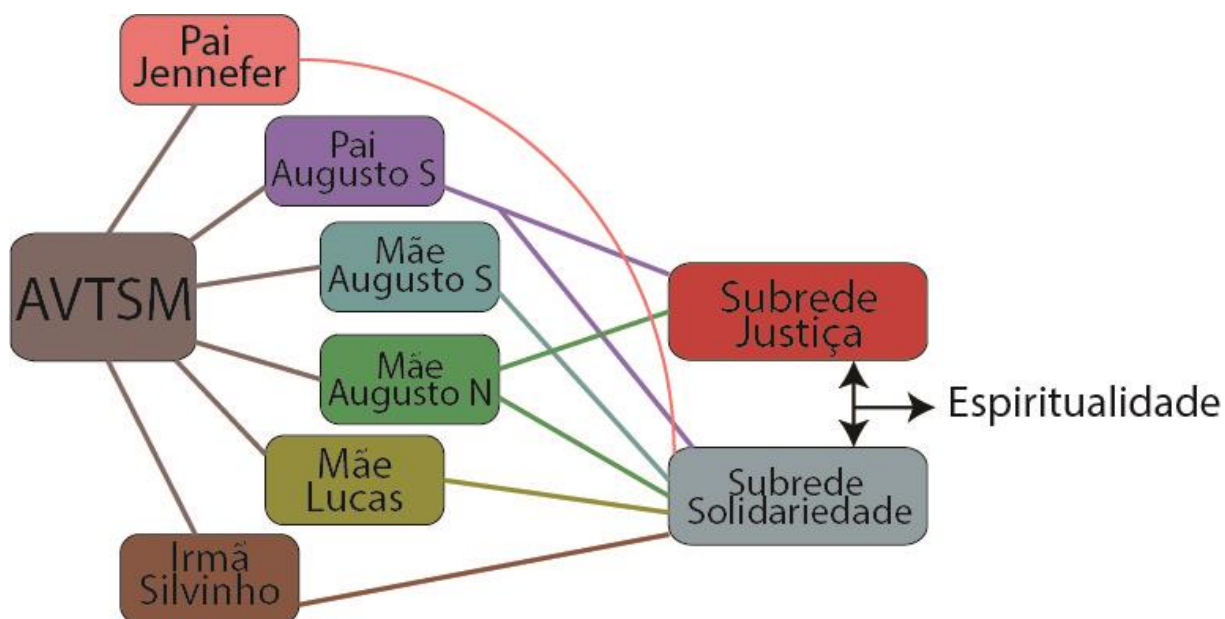 Pai
Jennefer
Pai
Augusto S
AVTSM
Mãe
Augusto S
Mãe
Augusto N
Mãe
Lucas
Irmã
Silvinho
Subrede
Justiça
Espiritualidade
Subrede
Solidariedade